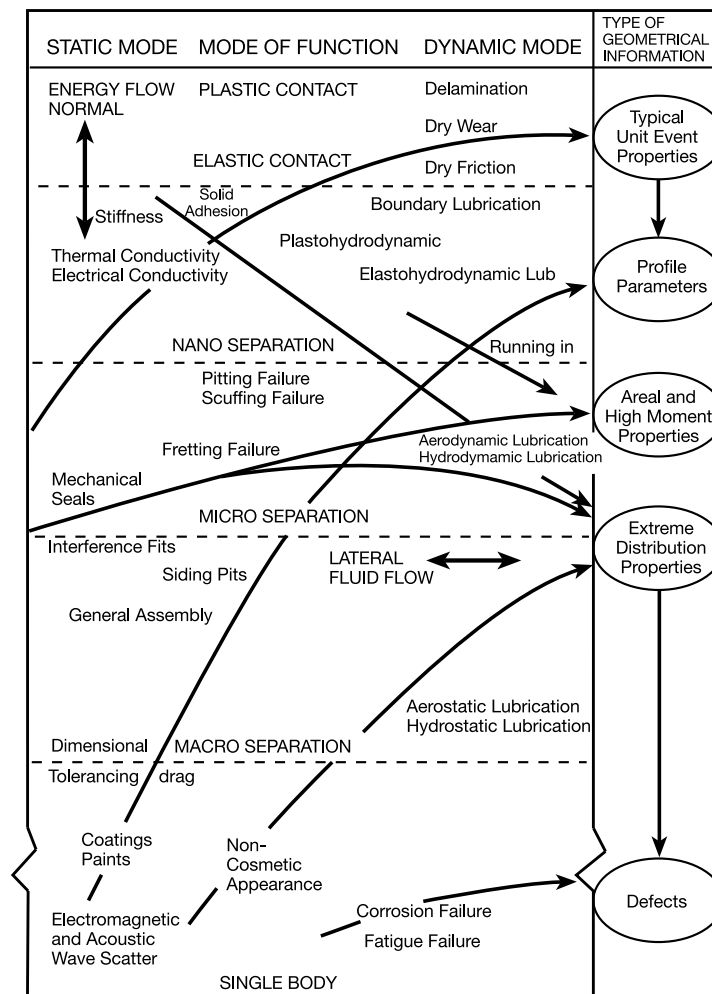 STATIC MODE
MODE OF FUNCTION
DYNAMIC MODE
TYPE OF
GEOMETRICAL
INFORMATION
ENERGY FLOW
NORMAL
PLASTIC CONTACT
Delamination
Dry Wear
Typical
Unit Event
Properties
ELASTIC CONTACT
Dry Friction
Solid
Adhesion
Stiffness
Boundary Lubrication
Plastohydrodynamic
Thermal Conductivity
Electrical Conductivity
Elastohydrodynamic Lub
Profile
Parameters
NANO SEPARATION
Running in
Pitting Failure
Scuffing Failure
Areal and
High Moment
Properties
Fretting Failure
Aerodynamic Lubrication
Hydrodymamic Lubrication
Mechanical
Seals
MICRO SEPARATION
Interference Fits
Extreme
Distribution
Properties
Siding Pits
LATERAL
FLUID FLOW
General Assembly
Aerostatic Lubrication
Hydrostatic Lubrication
Dimensional
MACRO SEPARATION
Tolerancing
drag
Coatings
Paints
Non-
Cosmetic
Appearance
Defects
Electromagnetic
and Acoustic
Wave Scatter
Corrosion Failure
Fatigue Failure
SINGLE BODY